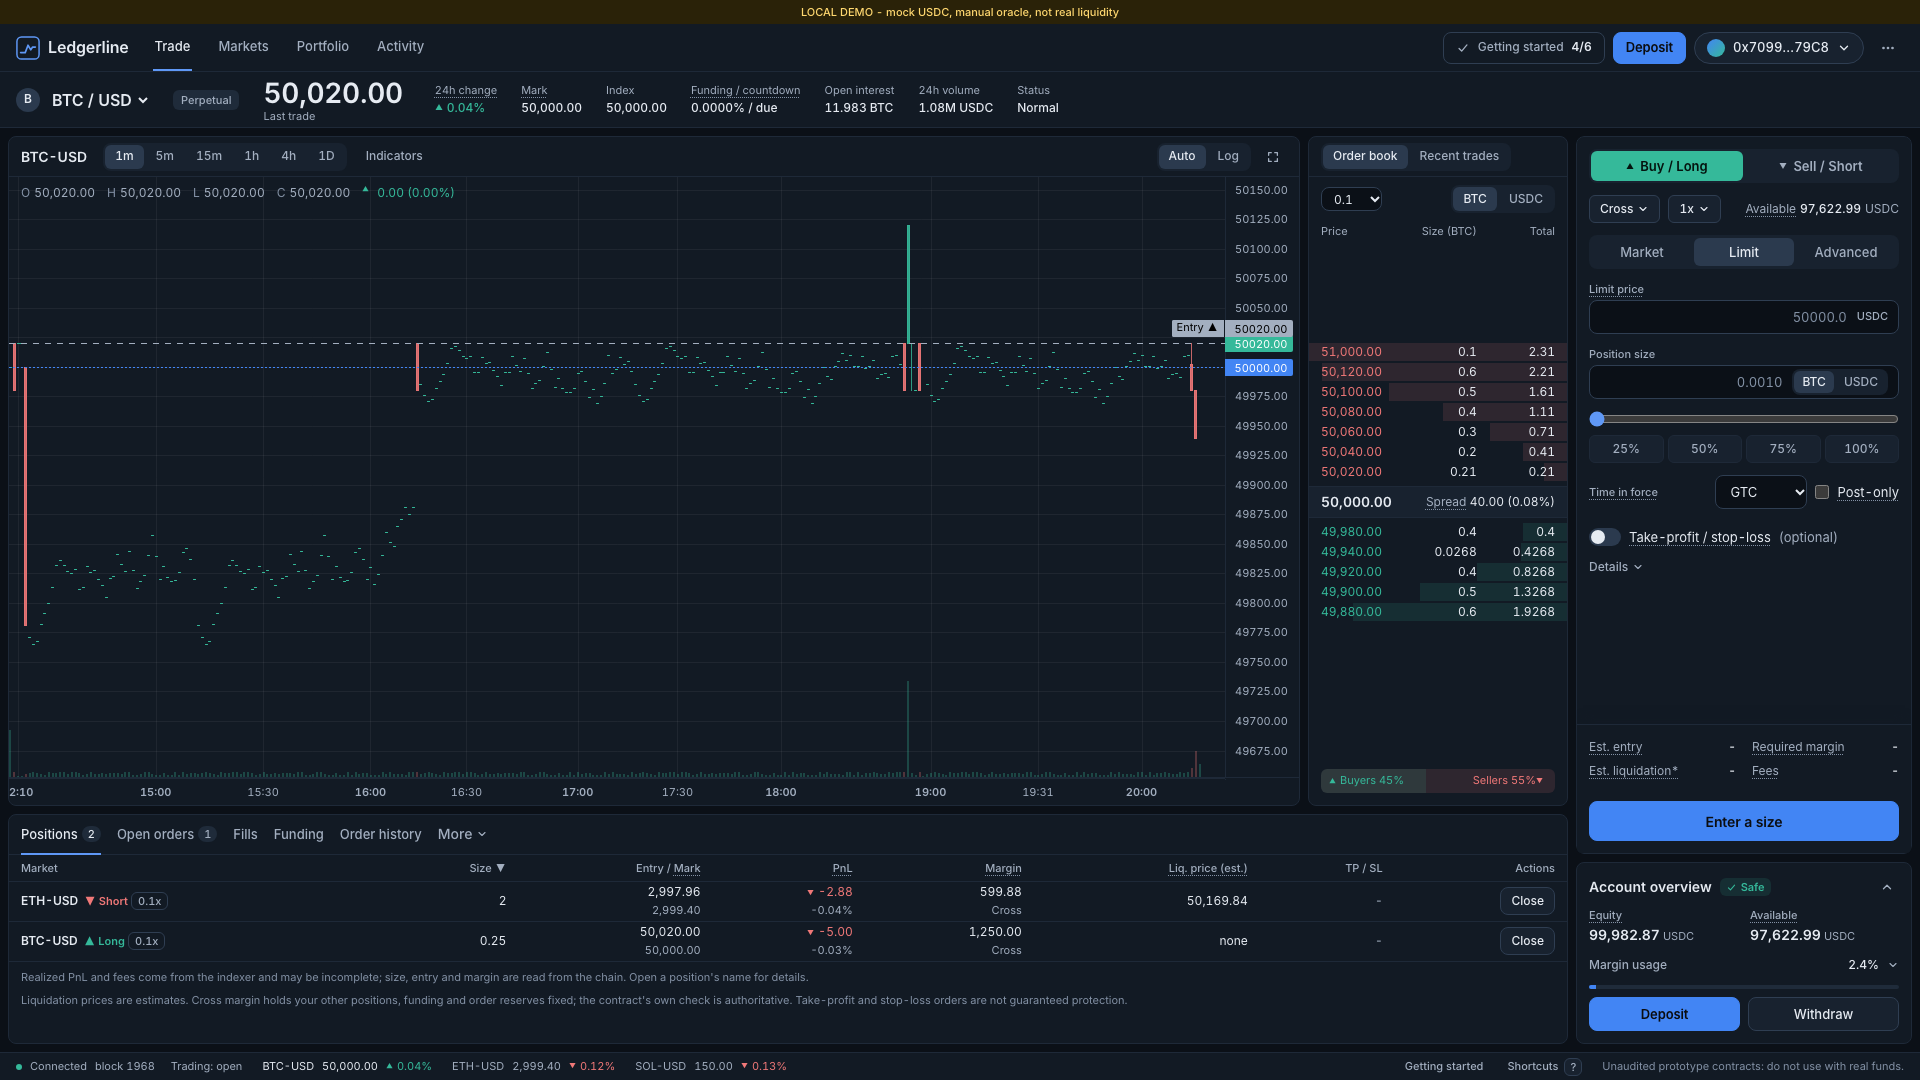 LOCAL DEMO - mock USDC, manual oracle, not real liquidity
Ledgerline Trade Markets Portfolio Activity Getting started 4/6 Deposit 0x7099...79C8
B BTC / USD Perpetual 50,020.00 Last trade
24h change 0.04%
Mark 50,000.00
Index 50,000.00
Funding / countdown 0.0000% / due
Open interest 11.983 BTC
24h volume 1.08M USDC
Status Normal
BTC-USD 1m 5m 15m 1h 4h 1D Indicators Auto Log
O 50,020.00 H 50,020.00 L 50,020.00 C 50,020.00 0.00 (0.00%)
50150.00
50125.00
50100.00
50075.00
50050.00
Entry ▲ 50020.00
50020.00
50000.00
49975.00
49950.00
49925.00
49900.00
49875.00
49850.00
49825.00
49800.00
49775.00
49750.00
49725.00
49700.00
49675.00
2:10 15:00 15:30 16:00 16:30 17:00 17:30 18:00 19:00 19:31 20:00
Order book Recent trades
0.1 BTC USDC
Price Size (BTC) Total
51,000.00 0.1 2.31
50,120.00 0.6 2.21
50,100.00 0.5 1.61
50,080.00 0.4 1.11
50,060.00 0.3 0.71
50,040.00 0.2 0.41
50,020.00 0.21 0.21
50,000.00 Spread 40.00 (0.08%)
49,980.00 0.4 0.4
49,940.00 0.0268 0.4268
49,920.00 0.4 0.8268
49,900.00 0.5 1.3268
49,880.00 0.6 1.9268
▲ Buyers 45% Sellers 55%▼
▲ Buy / Long ▼ Sell / Short
Cross 1x Available 97,622.99 USDC
Market Limit Advanced
Limit price
50000.0 USDC
Position size
0.0010 BTC USDC
25% 50% 75% 100%
Time in force GTC Post-only
Take-profit / stop-loss (optional)
Details
Est. entry - Required margin -
Est. liquidation* - Fees -
Enter a size
Positions 2 Open orders 1 Fills Funding Order history More
Market Size ▼ Entry / Mark PnL Margin Liq. price (est.) TP / SL Actions
ETH-USD ▼ Short 0.1x 2 2,997.96 ▼ -2.88 599.88 50,169.84 - Close
2,999.40 -0.04% Cross
BTC-USD ▲ Long 0.1x 0.25 50,020.00 ▼ -5.00 1,250.00 none - Close
50,000.00 -0.03% Cross
Realized PnL and fees come from the indexer and may be incomplete; size, entry and margin are read from the chain. Open a position's name for details.
Liquidation prices are estimates. Cross margin holds your other positions, funding and order reserves fixed; the contract's own check is authoritative. Take-profit and stop-loss orders are not guaranteed protection.
Account overview Safe
Equity Available
99,982.87 USDC 97,622.99 USDC
Margin usage 2.4%
Deposit Withdraw
Connected block 1968 Trading: open BTC-USD 50,000.00 ▲ 0.04% ETH-USD 2,999.40 ▼ 0.12% SOL-USD 150.00 ▼ 0.13% Getting started Shortcuts ? Unaudited prototype contracts: do not use with real funds.